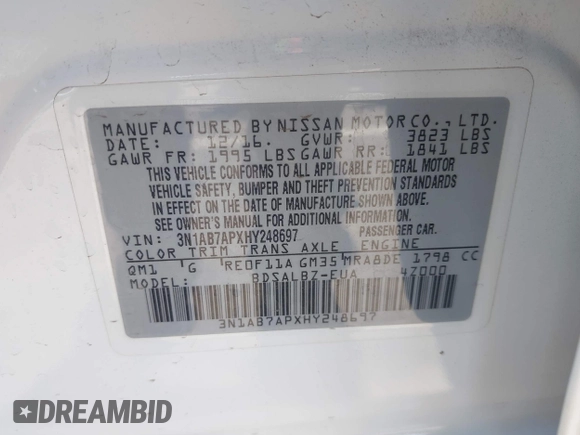 MANUFACTURED BY NISSAN MOTOR CO., LTD.
DATE: 12/16. GVWR: 3823 LBS
GAWR FR: 1995 LBS GAWR RR: 1841 LBS
THIS VEHICLE CONFORMS TO ALL APPLICABLE FEDERAL MOTOR
VEHICLE SAFETY, BUMPER AND THEFT PREVENTION STANDARDS
IN EFFECT ON THE DATE OF MANUFACTURE SHOWN ABOVE.
SEE OWNER'S MANUAL FOR ADDITIONAL INFORMATION.
VIN: 3N1AB7APXHY248697 PASSENGER CAR.
COLOR TRIM TRANS AXLE ENGINE
QM1 G RE0F11A GM35 MRA8DE 1798 CC
BDSALBZ-EUA 4Z000
MODEL:
3N1AB7APXHY248697
DREAMBID